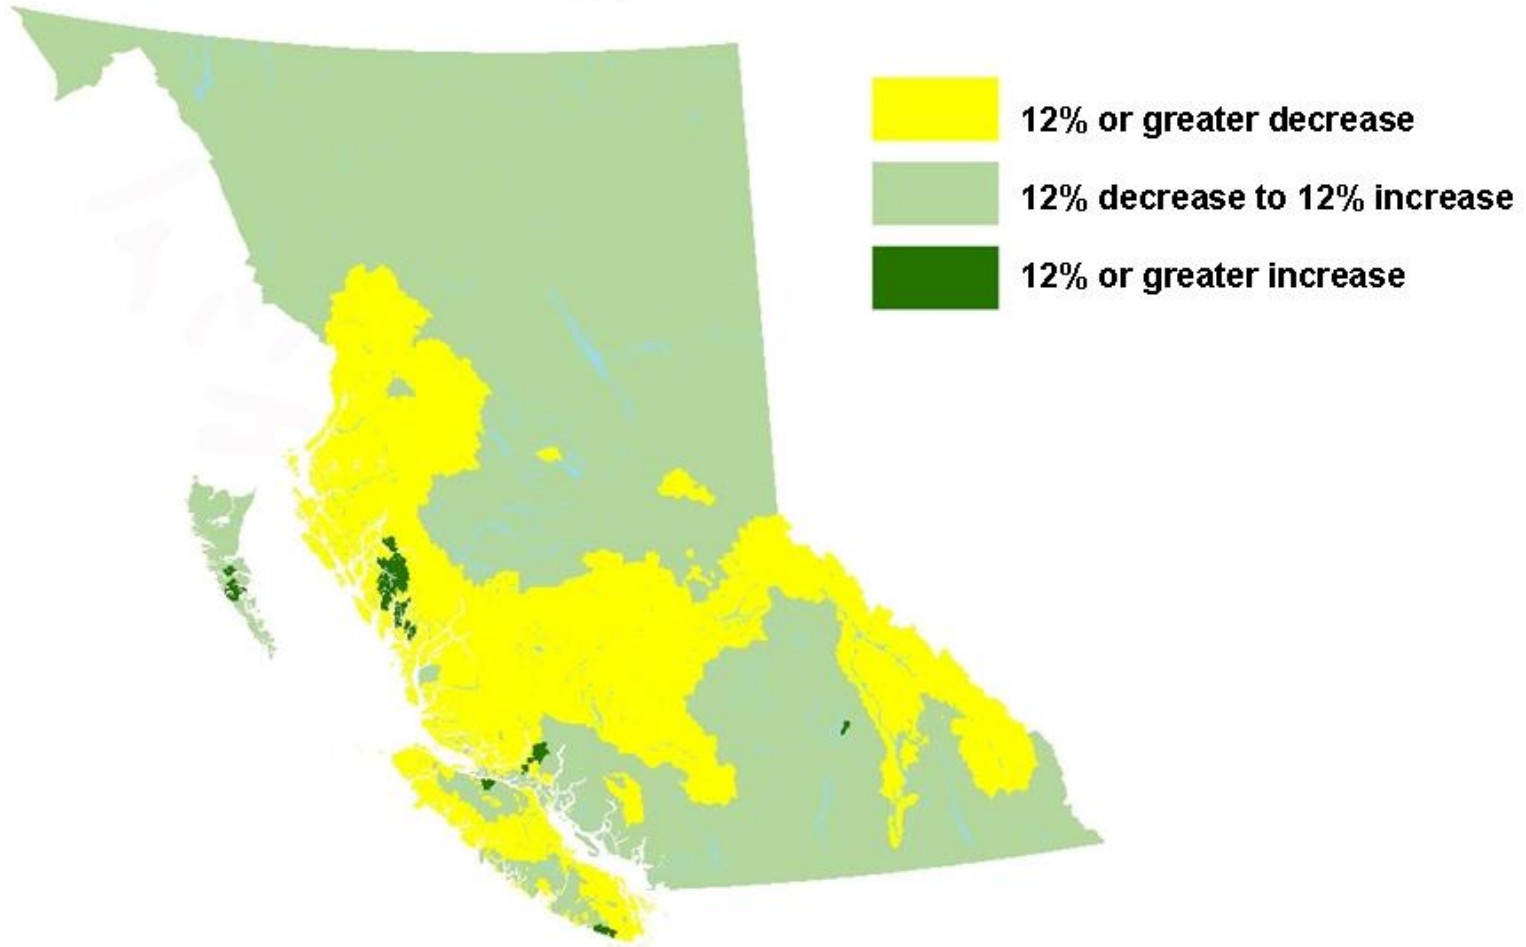 12% or greater decrease
12% decrease to 12% increase
12% or greater increase